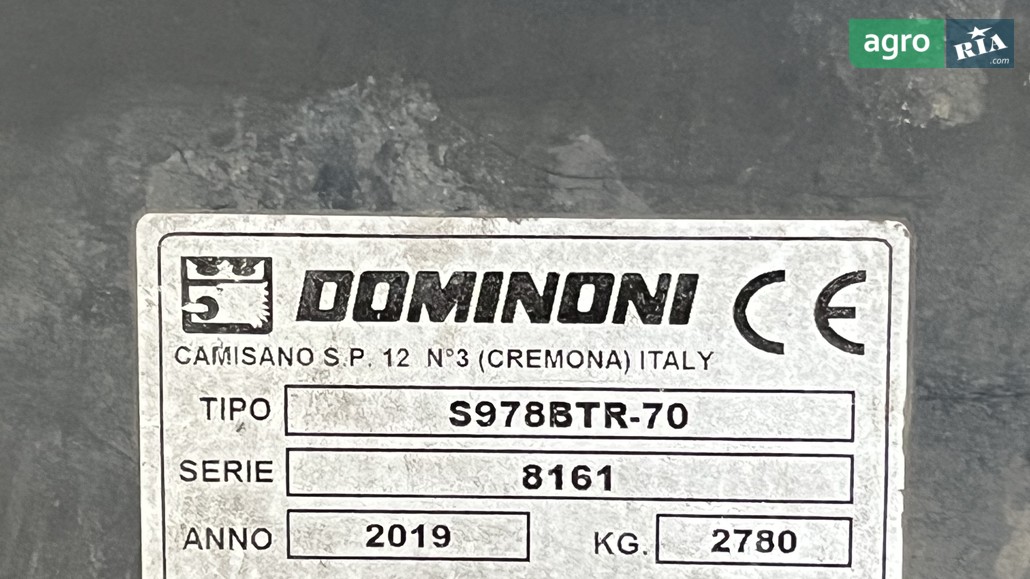 agro RIA.com
DOMINONI CE
CAMISANO S.P. 12 N°3 (CREMONA) ITALY
TIPO S978BTR-70
SERIE 8161
ANNO 2019 KG. 2780